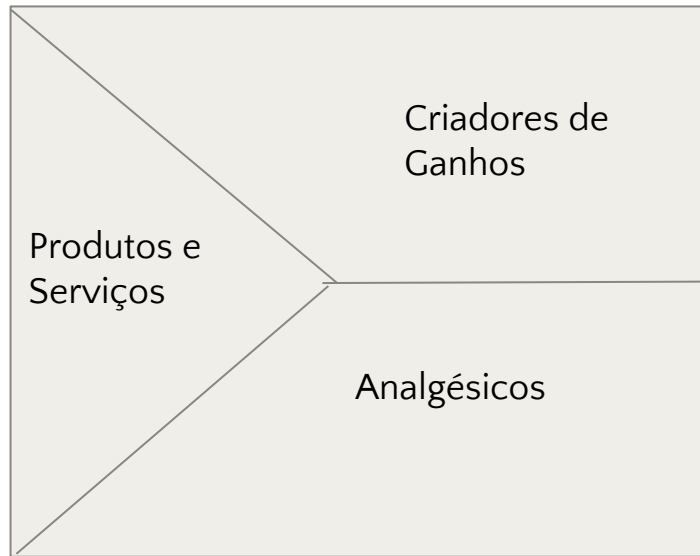 Criadores de
Ganhos
Produtos e
Serviços
Analgésicos